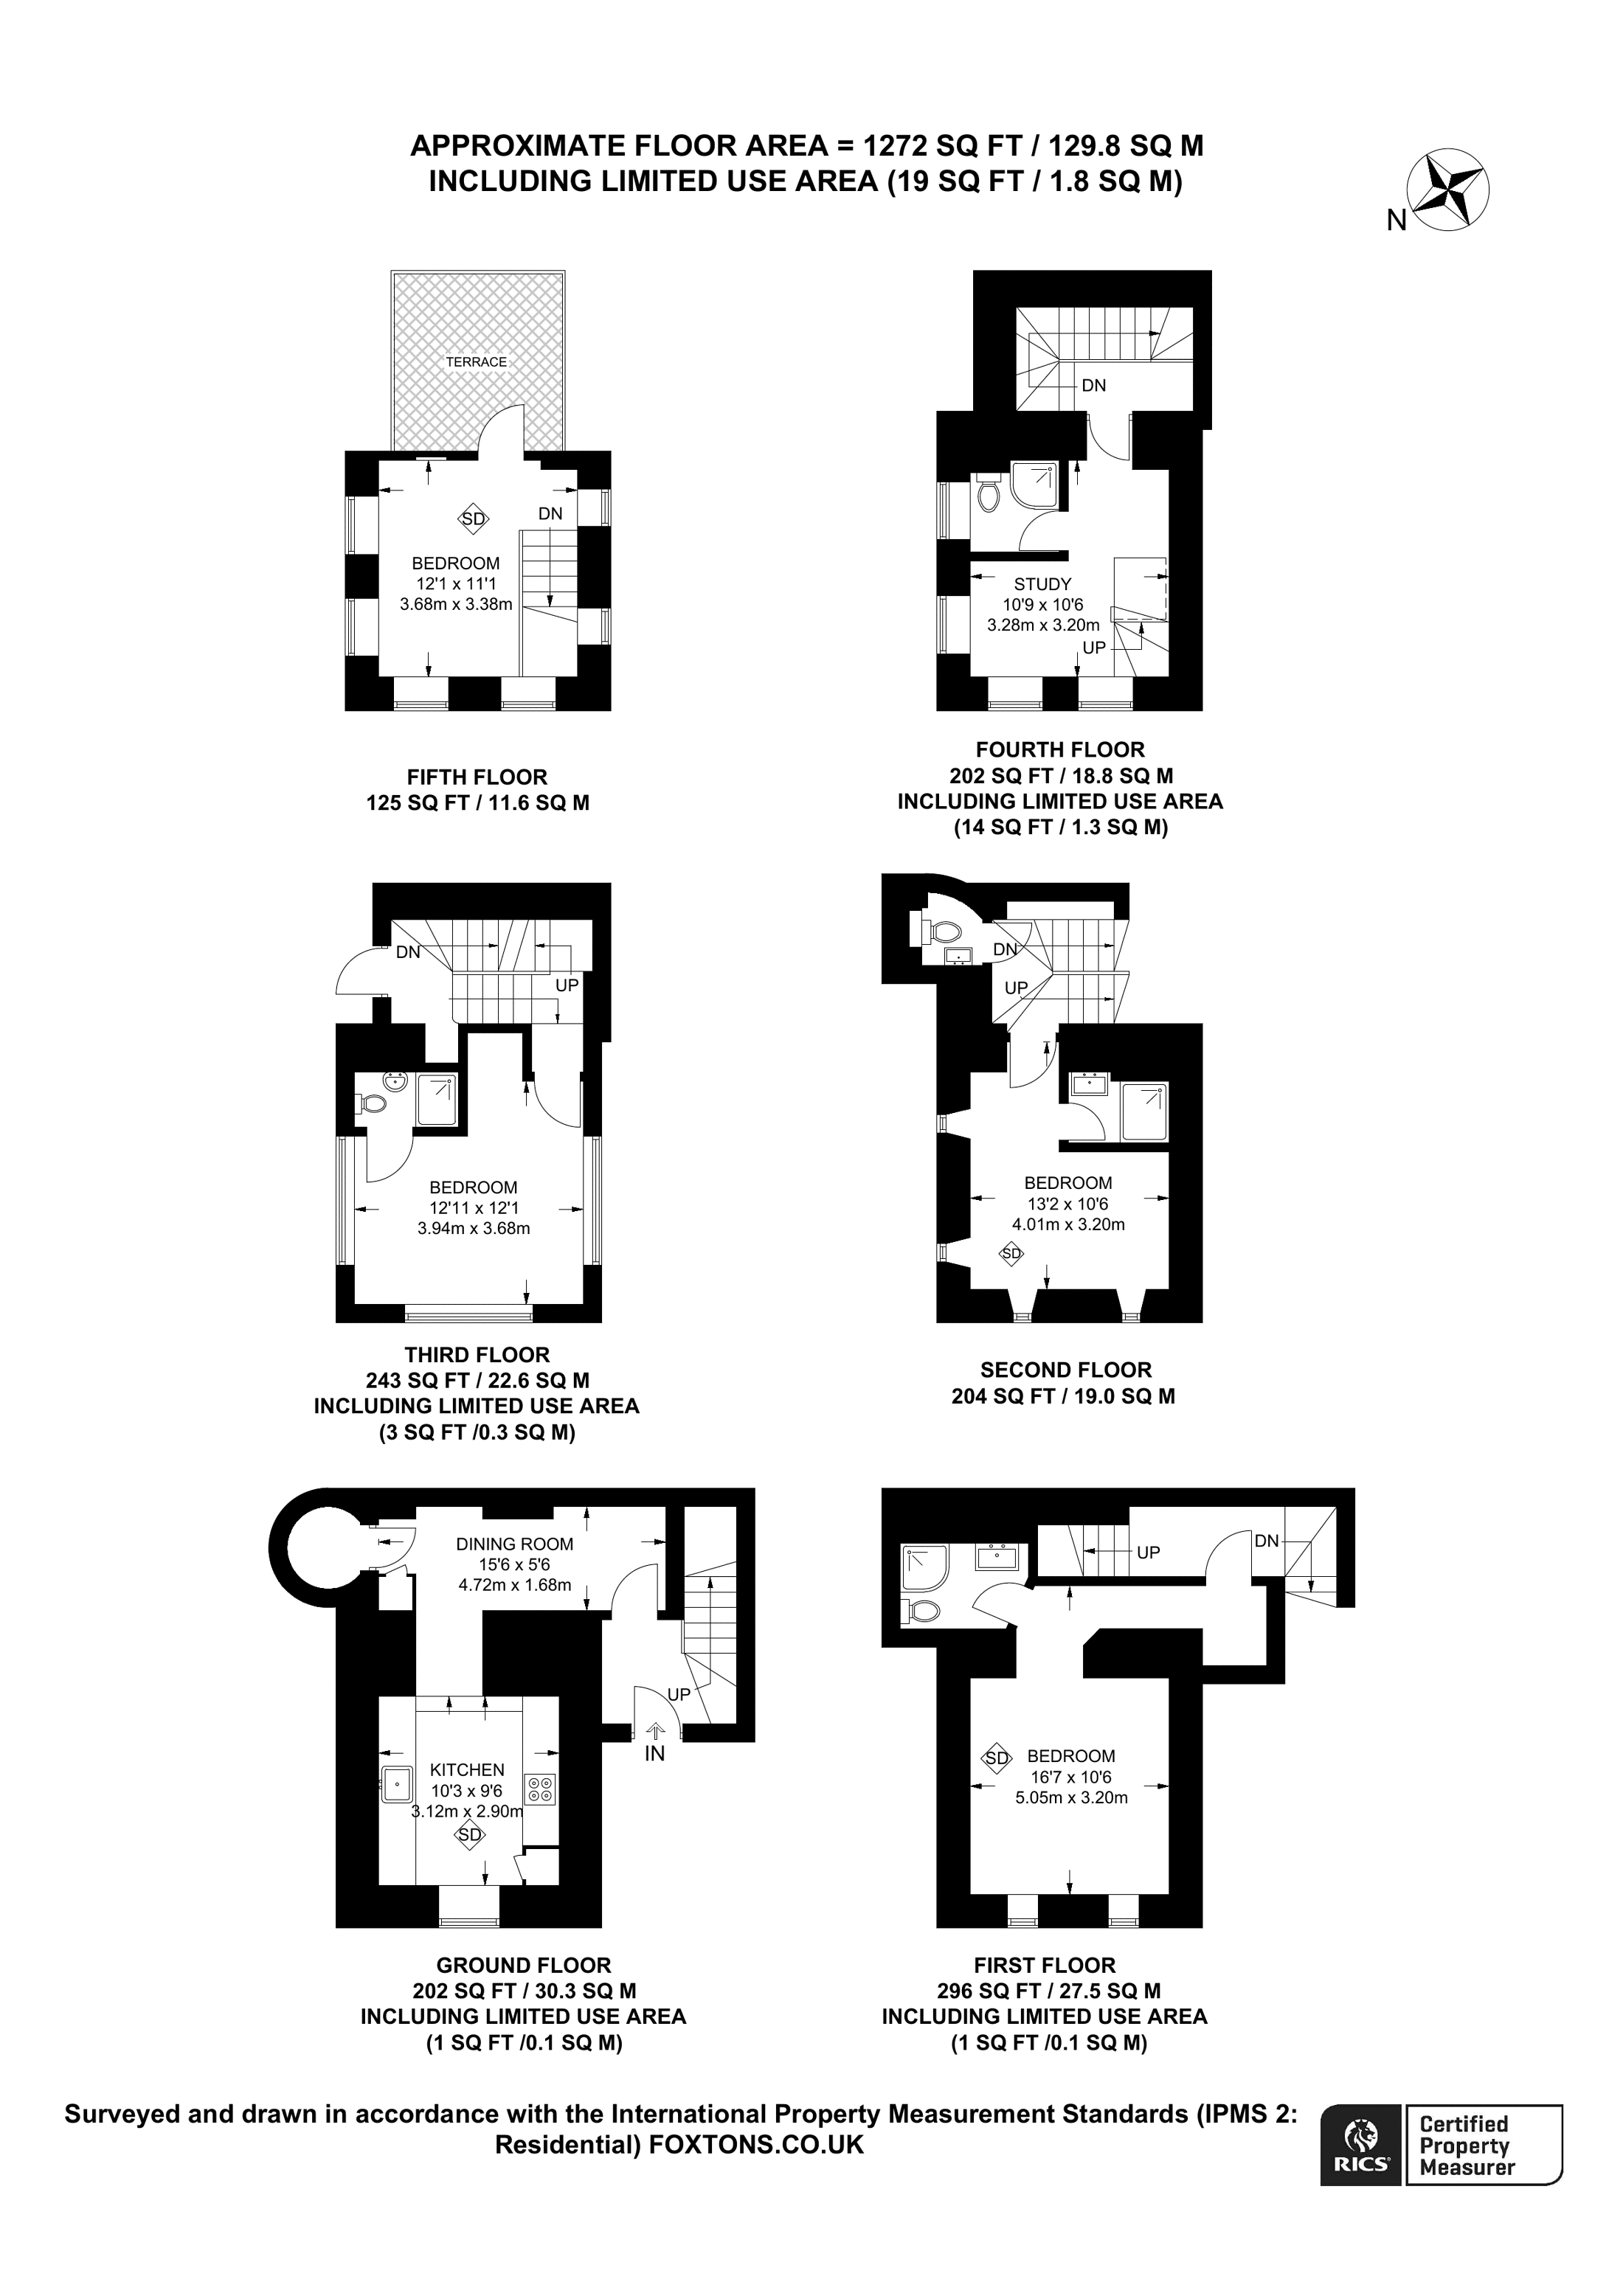 APPROXIMATE FLOOR AREA = 1272 SQ FT / 129.8 SQ M
INCLUDING LIMITED USE AREA (19 SQ FT / 1.8 SQ M)
N
TERRACE
SD
DN
BEDROOM
12'1 x 11'1
3.68m x 3.38m
FIFTH FLOOR
125 SQ FT / 11.6 SQ M
DN
STUDY
10'9 x 10'6
3.28m x 3.20m
UP
FOURTH FLOOR
202 SQ FT / 18.8 SQ M
INCLUDING LIMITED USE AREA
(14 SQ FT / 1.3 SQ M)
DN
UP
BEDROOM
12'11 x 12'1
3.94m x 3.68m
THIRD FLOOR
243 SQ FT / 22.6 SQ M
INCLUDING LIMITED USE AREA
(3 SQ FT /0.3 SQ M)
DN
UP
BEDROOM
13'2 x 10'6
4.01m x 3.20m
SD
SECOND FLOOR
204 SQ FT / 19.0 SQ M
DINING ROOM
15'6 x 5'6
4.72m x 1.68m
UP
IN
KITCHEN
10'3 x 9'6
3.12m x 2.90m
SD
GROUND FLOOR
202 SQ FT / 30.3 SQ M
INCLUDING LIMITED USE AREA
(1 SQ FT /0.1 SQ M)
UP
DN
SD
BEDROOM
16'7 x 10'6
5.05m x 3.20m
FIRST FLOOR
296 SQ FT / 27.5 SQ M
INCLUDING LIMITED USE AREA
(1 SQ FT /0.1 SQ M)
Surveyed and drawn in accordance with the International Property Measurement Standards (IPMS 2:
Residential) FOXTONS.CO.UK
RICS
Certified
Property
Measurer